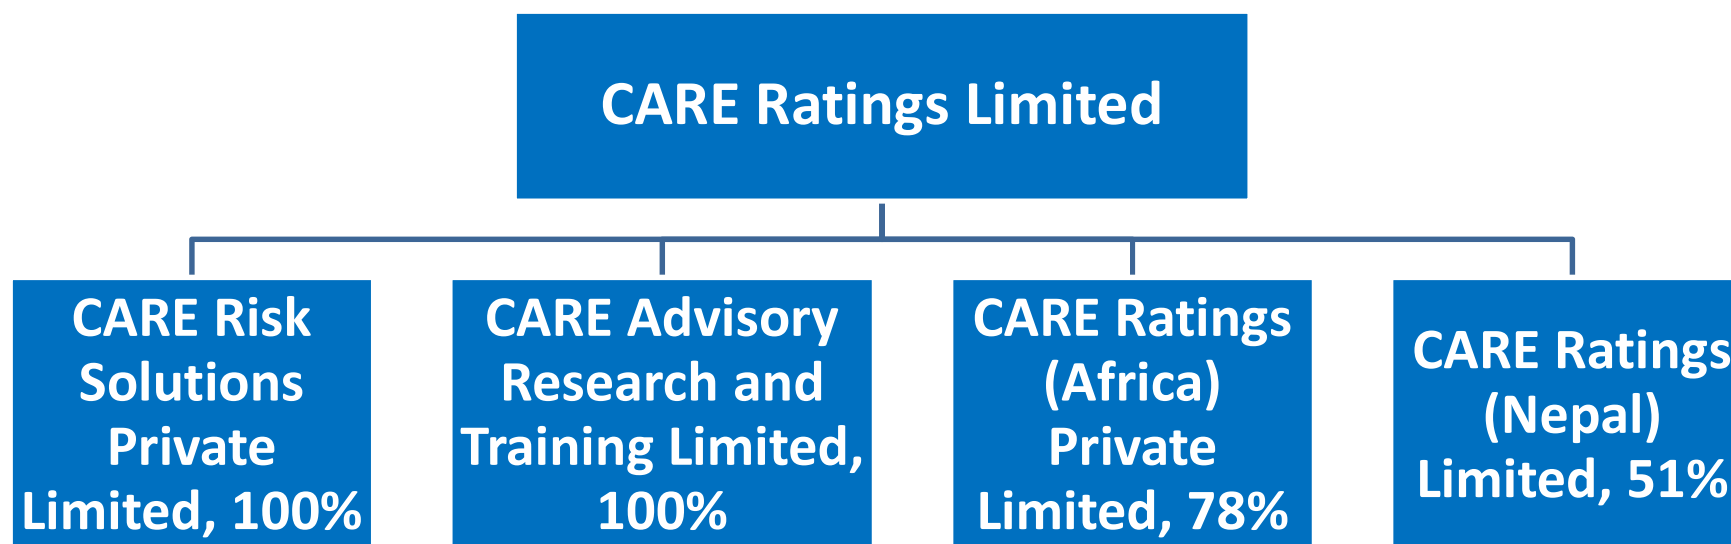 CARE Ratings Limited
CARE Risk
Solutions
Private
Limited, 100%
CARE Advisory
Research and
Training Limited,
100%
CARE Ratings
(Africa)
Private
Limited, 78%
CARE Ratings
(Nepal)
Limited, 51%